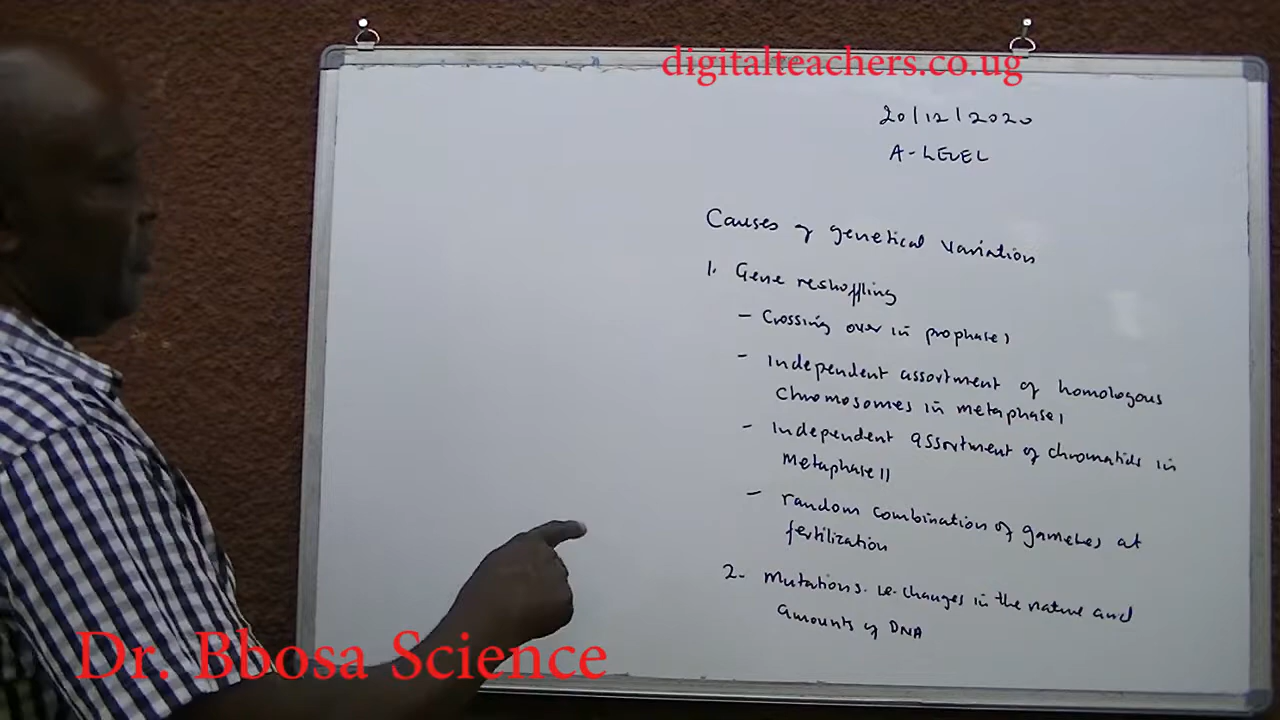 digitalteachers.co.ug
20/12/2020
A-LEVEL
Causes of genetical variation
1. Gene reshoffling
- Crossing over in prophase I
- Independent assortment of homologous
chromosomes in metaphase I
- Independent assortment of chromatids in
metaphase II
- random combination of gametes at
fertilization
2. Mutations. i.e. changes in the nature and
amounts of DNA
Dr. Bbosa Science